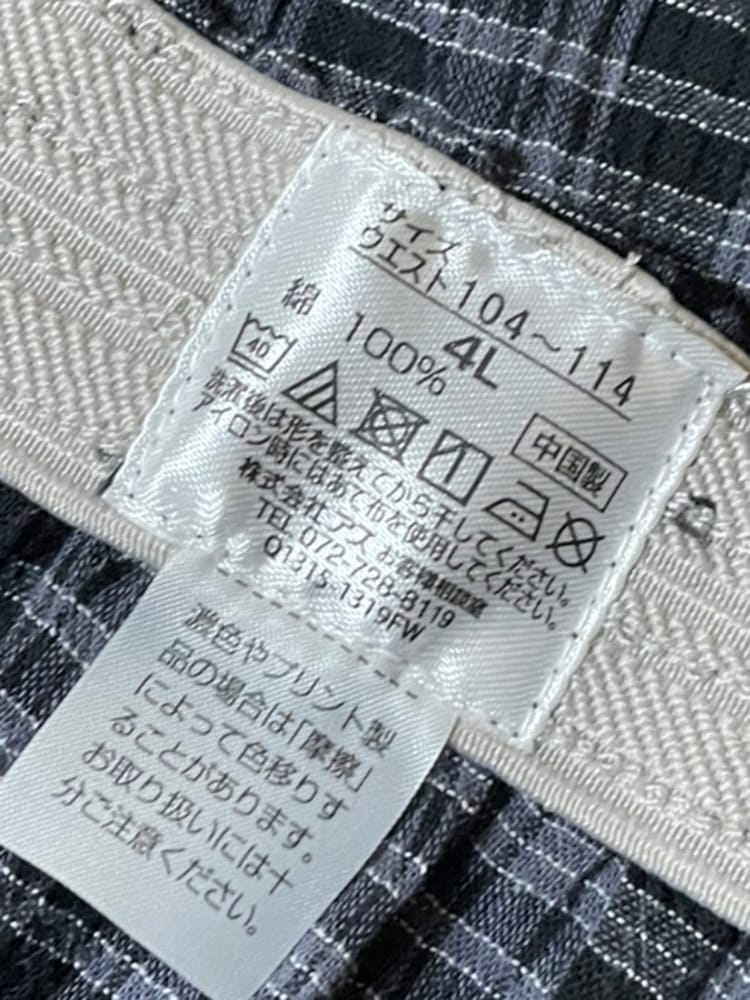 サイズ
ウエスト104〜114
4L
綿 100%
40
中国製
洗濯後は形を整えてから干してください。
アイロン時にはあて布を使用してください。
株式会社アズ お客様相談室
TEL 072-728-8119
Q1315-1319FW
濃色やプリント製
品の場合は「摩擦」
によって色移りす
ることがあります。
お取り扱いには十
分ご注意ください。